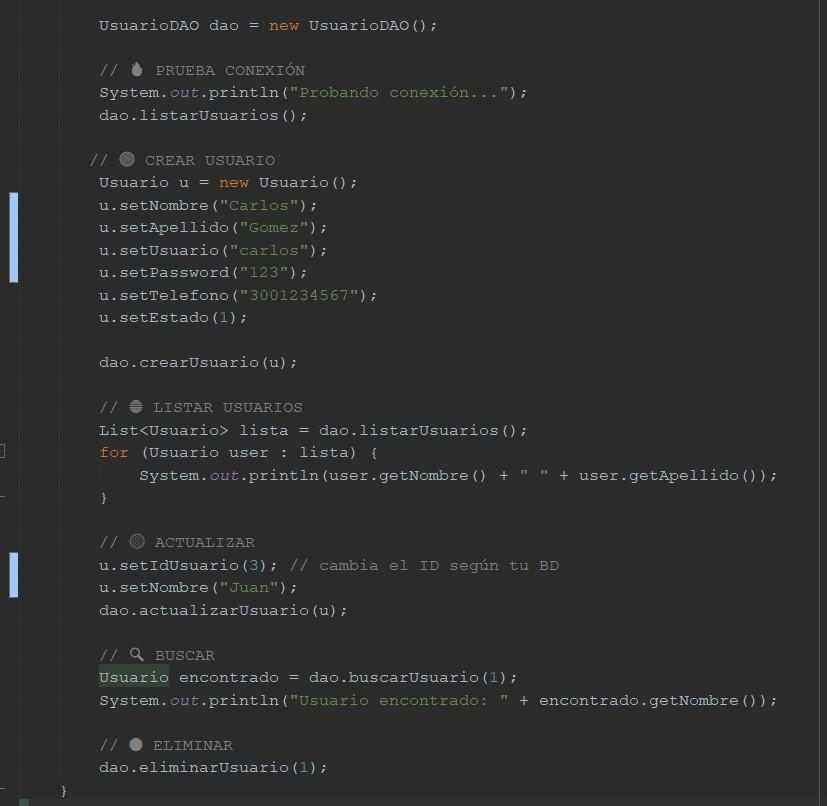 UsuarioDAO dao = new UsuarioDAO();
// 🔥 PRUEBA CONEXIÓN
System.out.println("Probando conexión...");
dao.listarUsuarios();
// 🟢 CREAR USUARIO
Usuario u = new Usuario();
u.setNombre("Carlos");
u.setApellido("Gomez");
u.setUsuario("carlos");
u.setPassword("123");
u.setTelefono("3001234567");
u.setEstado(1);
dao.crearUsuario(u);
// 🔵 LISTAR USUARIOS
List<Usuario> lista = dao.listarUsuarios();
for (Usuario user : lista) {
System.out.println(user.getNombre() + " " + user.getApellido());
}
// 🟡 ACTUALIZAR
u.setIdUsuario(3); // cambia el ID según tu BD
u.setNombre("Juan");
dao.actualizarUsuario(u);
// 🔍 BUSCAR
Usuario encontrado = dao.buscarUsuario(1);
System.out.println("Usuario encontrado: " + encontrado.getNombre());
// 🔴 ELIMINAR
dao.eliminarUsuario(1);
}